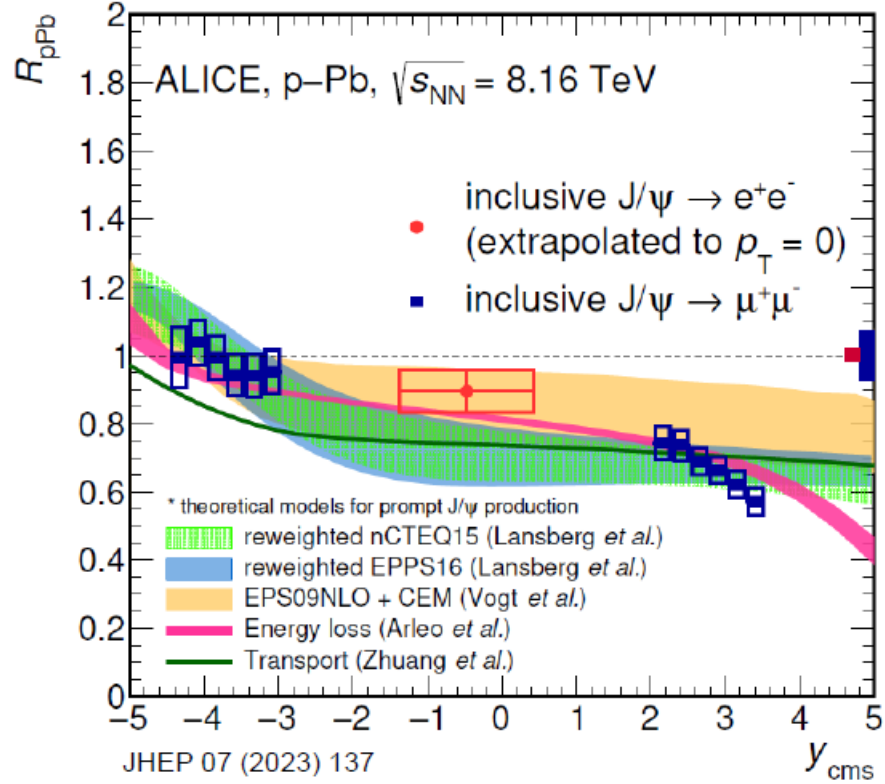 R_pPb
2
1.8
1.6
1.4
1.2
1
0.8
0.6
0.4
0.2
0
ALICE, p−Pb, √s_NN = 8.16 TeV
inclusive J/ψ → e⁺e⁻
(extrapolated to p_T = 0)
inclusive J/ψ → μ⁺μ⁻
* theoretical models for prompt J/ψ production
reweighted nCTEQ15 (Lansberg et al.)
reweighted EPPS16 (Lansberg et al.)
EPS09NLO + CEM (Vogt et al.)
Energy loss (Arleo et al.)
Transport (Zhuang et al.)
−5 −4 −3 −2 −1 0 1 2 3 4 5
y_cms
JHEP 07 (2023) 137